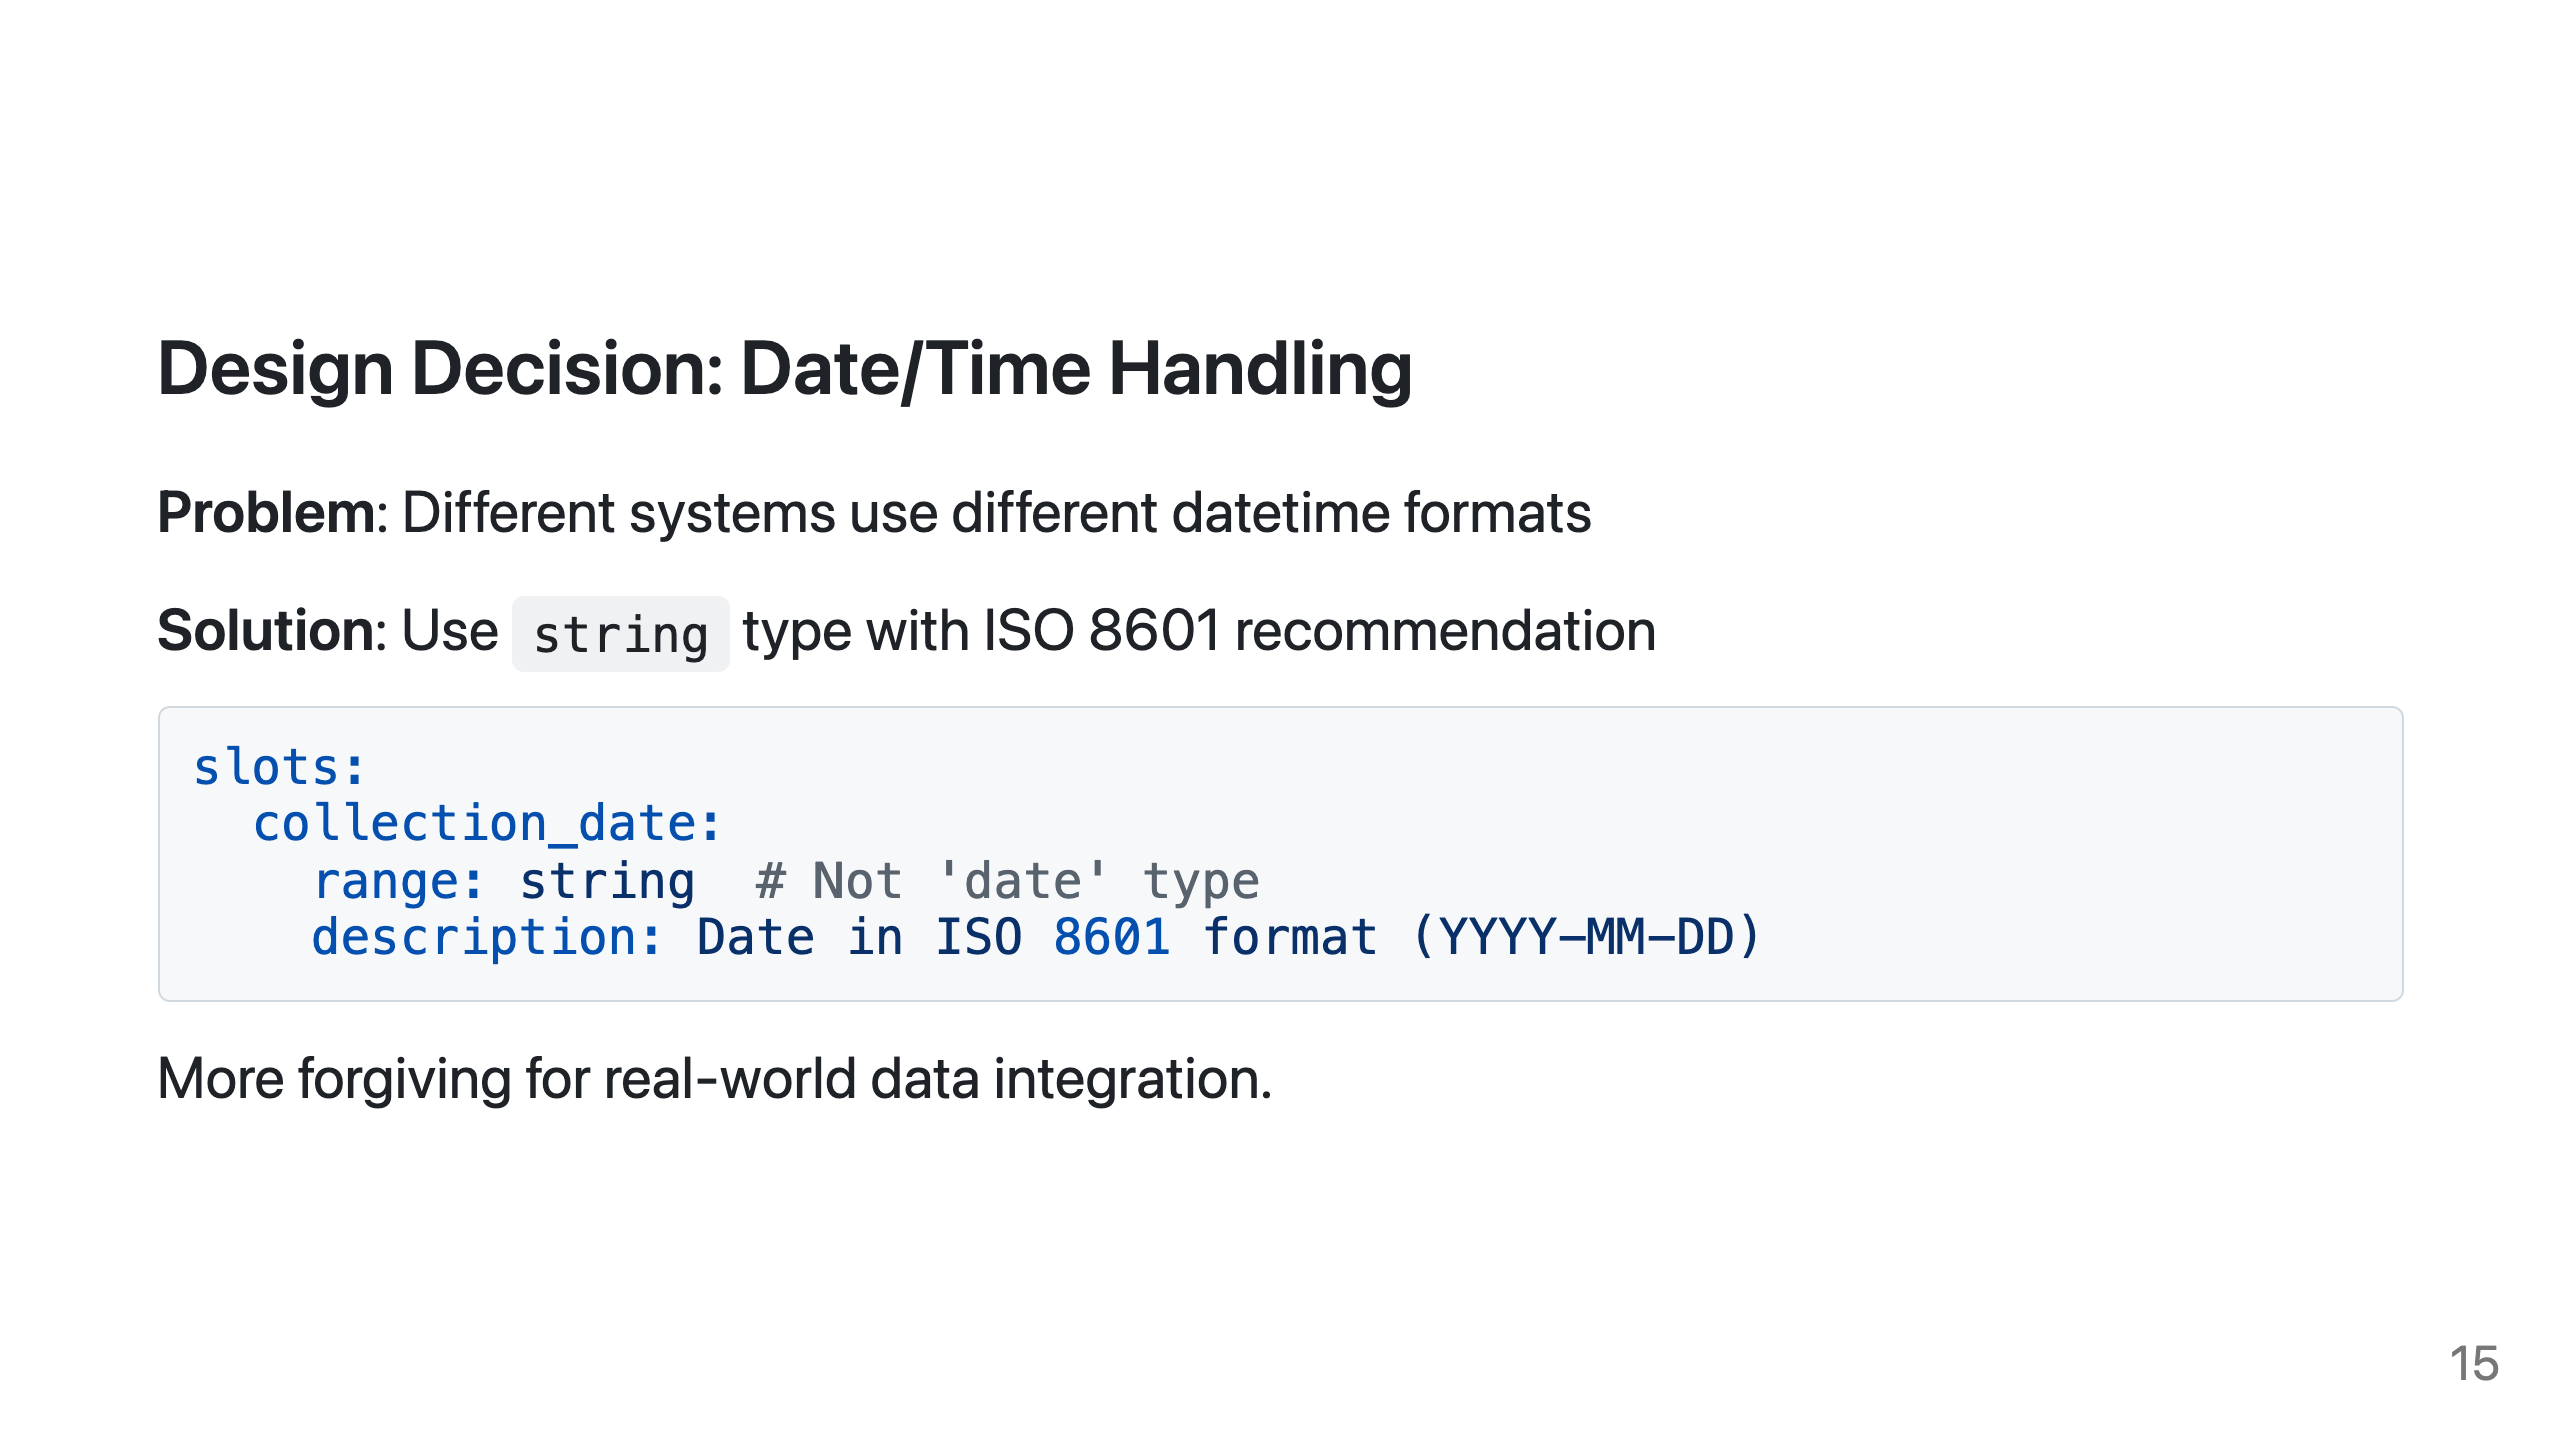 Design Decision: Date/Time Handling
Problem: Different systems use different datetime formats
Solution: Use string type with ISO 8601 recommendation
slots:
  collection_date:
    range: string  # Not 'date' type
    description: Date in ISO 8601 format (YYYY-MM-DD)
More forgiving for real-world data integration.
15